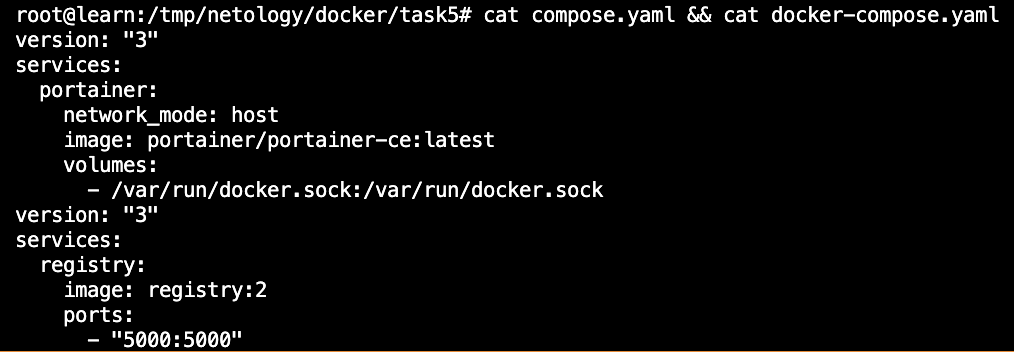 root@learn:/tmp/netology/docker/task5# cat compose.yaml && cat docker-compose.yaml
version: "3"
services:
  portainer:
    network_mode: host
    image: portainer/portainer-ce:latest
    volumes:
      - /var/run/docker.sock:/var/run/docker.sock
version: "3"
services:
  registry:
    image: registry:2
    ports:
      - "5000:5000"